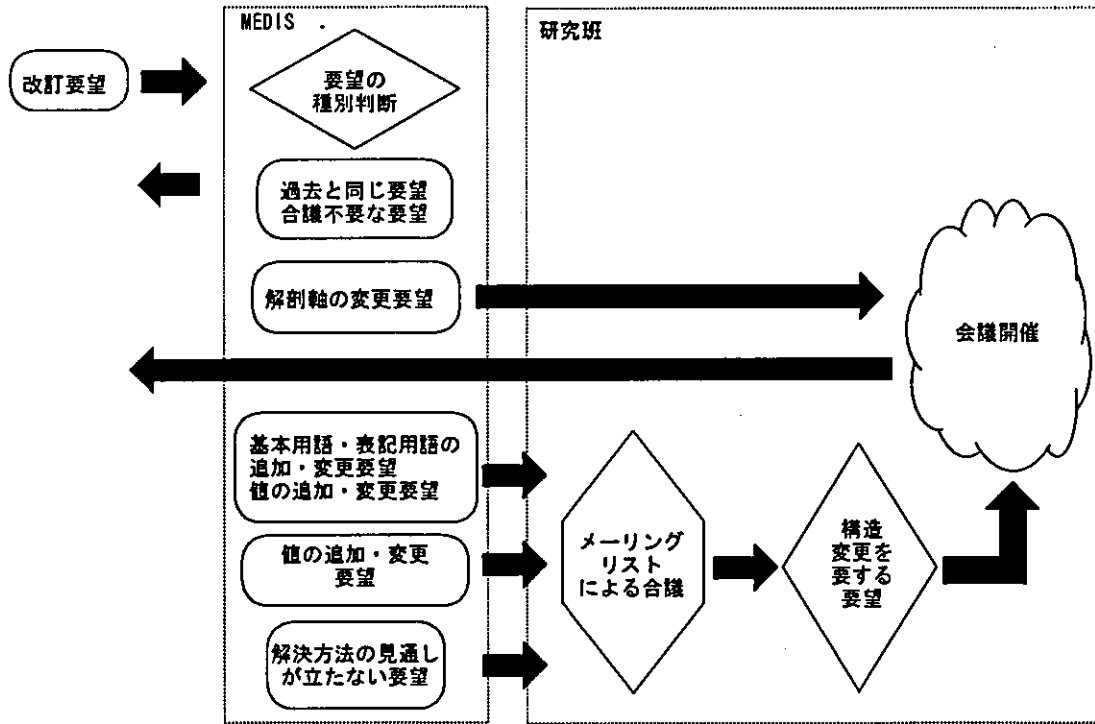 MEDIS
研究班
改訂要望
要望の
種別判断
過去と同じ要望
合議不要な要望
解剖軸の変更要望
会議開催
基本用語・表記用語の
追加・変更要望
値の追加・変更要望
メーリング
リスト
による合議
構造
変更を
要する
要望
値の追加・変更
要望
解決方法の見通し
が立たない要望